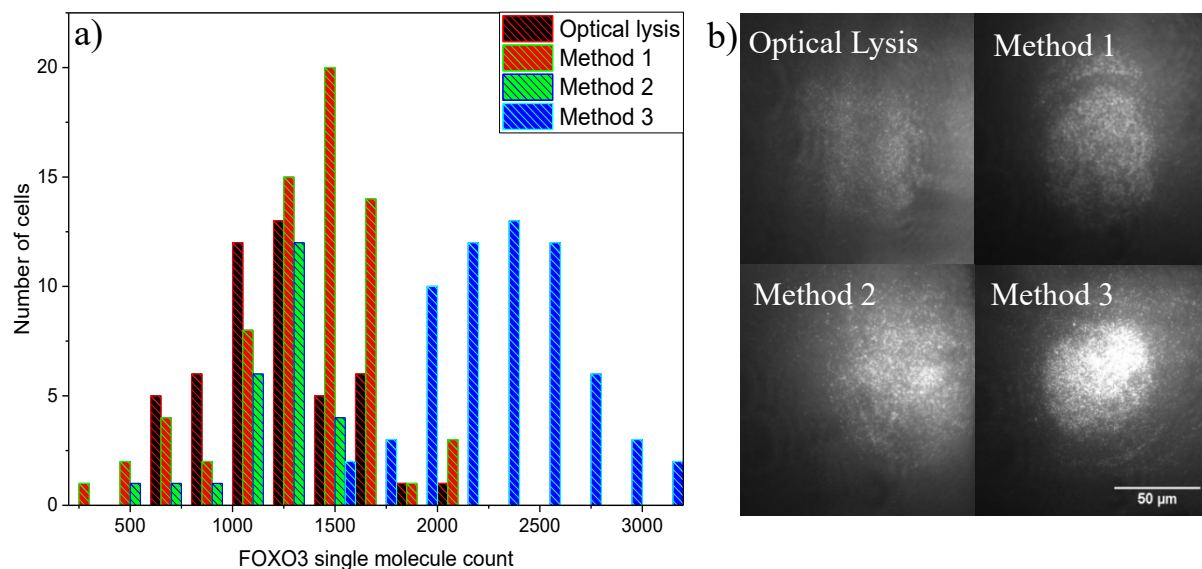 a)
Optical lysis
Method 1
Method 2
Method 3
20
15
10
5
0
Number of cells
500 1000 1500 2000 2500 3000
FOXO3 single molecule count
b)
Optical Lysis
Method 1
Method 2
Method 3
50 μm